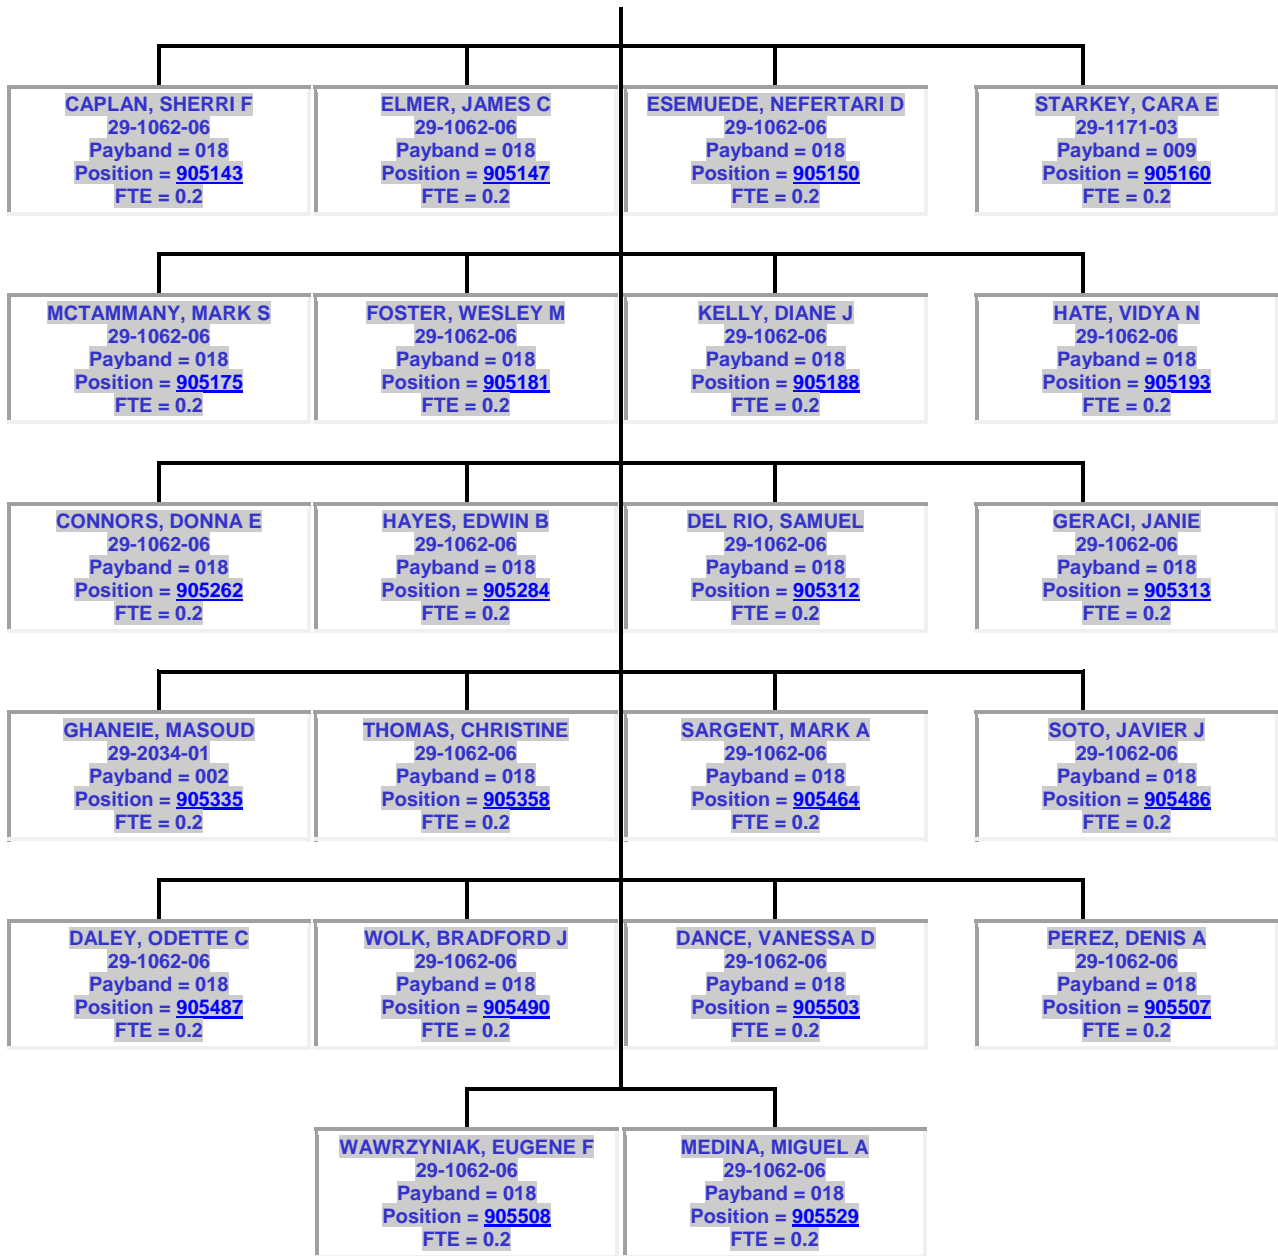 CAPLAN, SHERRI F
29-1062-06
Payband = 018
Position = 905143
FTE = 0.2
ELMER, JAMES C
29-1062-06
Payband = 018
Position = 905147
FTE = 0.2
ESEMUEDE, NEFERTARI D
29-1062-06
Payband = 018
Position = 905150
FTE = 0.2
STARKEY, CARA E
29-1171-03
Payband = 009
Position = 905160
FTE = 0.2
MCTAMMANY, MARK S
29-1062-06
Payband = 018
Position = 905175
FTE = 0.2
FOSTER, WESLEY M
29-1062-06
Payband = 018
Position = 905181
FTE = 0.2
KELLY, DIANE J
29-1062-06
Payband = 018
Position = 905188
FTE = 0.2
HATE, VIDYA N
29-1062-06
Payband = 018
Position = 905193
FTE = 0.2
CONNORS, DONNA E
29-1062-06
Payband = 018
Position = 905262
FTE = 0.2
HAYES, EDWIN B
29-1062-06
Payband = 018
Position = 905284
FTE = 0.2
DEL RIO, SAMUEL
29-1062-06
Payband = 018
Position = 905312
FTE = 0.2
GERACI, JANIE
29-1062-06
Payband = 018
Position = 905313
FTE = 0.2
GHANEIE, MASOUD
29-2034-01
Payband = 002
Position = 905335
FTE = 0.2
THOMAS, CHRISTINE
29-1062-06
Payband = 018
Position = 905358
FTE = 0.2
SARGENT, MARK A
29-1062-06
Payband = 018
Position = 905464
FTE = 0.2
SOTO, JAVIER J
29-1062-06
Payband = 018
Position = 905486
FTE = 0.2
DALEY, ODETTE C
29-1062-06
Payband = 018
Position = 905487
FTE = 0.2
WOLK, BRADFORD J
29-1062-06
Payband = 018
Position = 905490
FTE = 0.2
DANCE, VANESSA D
29-1062-06
Payband = 018
Position = 905503
FTE = 0.2
PEREZ, DENIS A
29-1062-06
Payband = 018
Position = 905507
FTE = 0.2
WAWRZYNIAK, EUGENE F
29-1062-06
Payband = 018
Position = 905508
FTE = 0.2
MEDINA, MIGUEL A
29-1062-06
Payband = 018
Position = 905529
FTE = 0.2